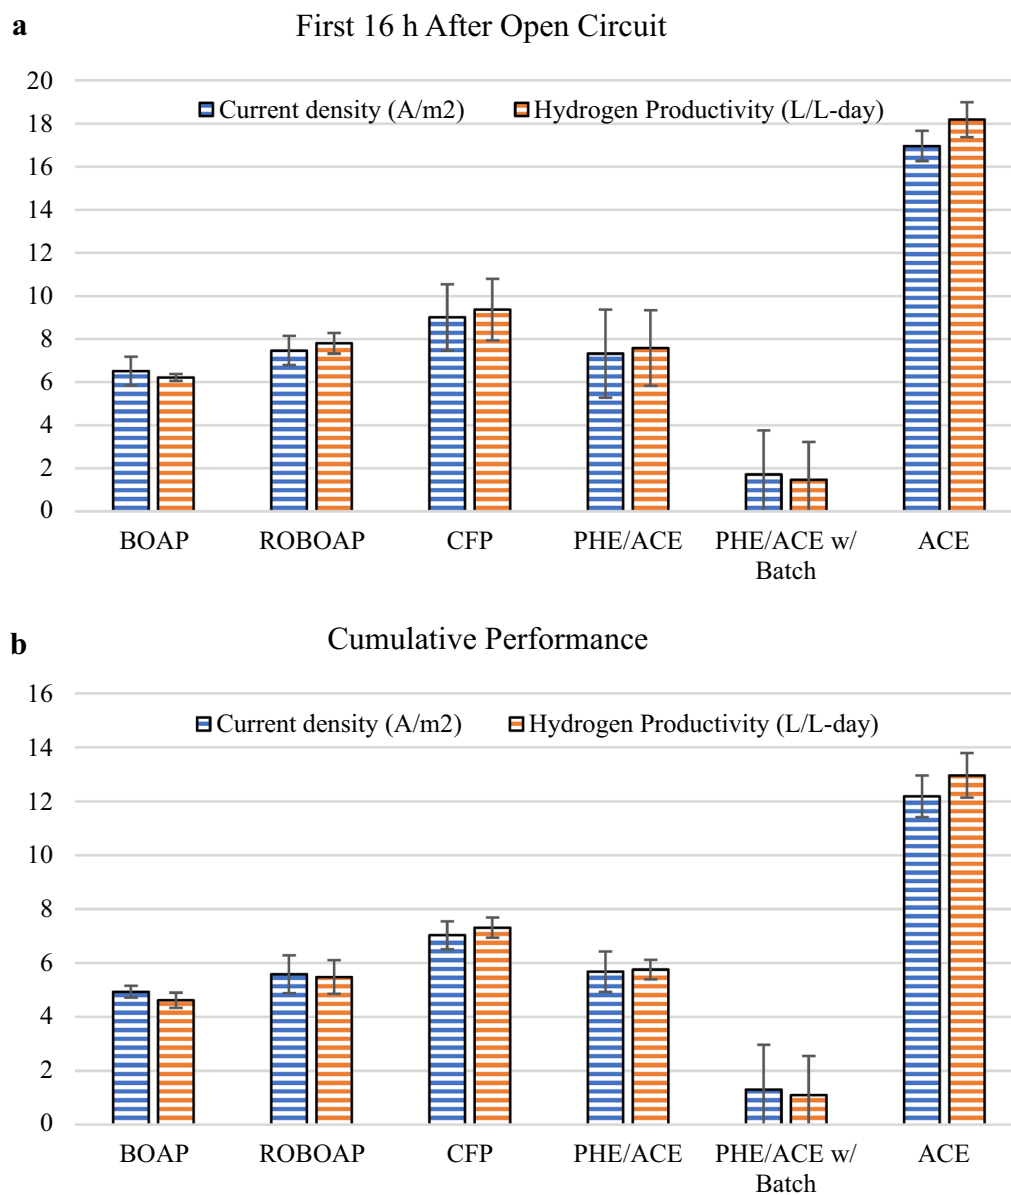 a
First 16 h After Open Circuit
20
18
16
14
12
10
8
6
4
2
0
Current density (A/m2) Hydrogen Productivity (L/L-day)
BOAP ROBOAP CFP PHE/ACE PHE/ACE w/ Batch ACE
b
Cumulative Performance
16
14
12
10
8
6
4
2
0
Current density (A/m2) Hydrogen Productivity (L/L-day)
BOAP ROBOAP CFP PHE/ACE PHE/ACE w/ Batch ACE